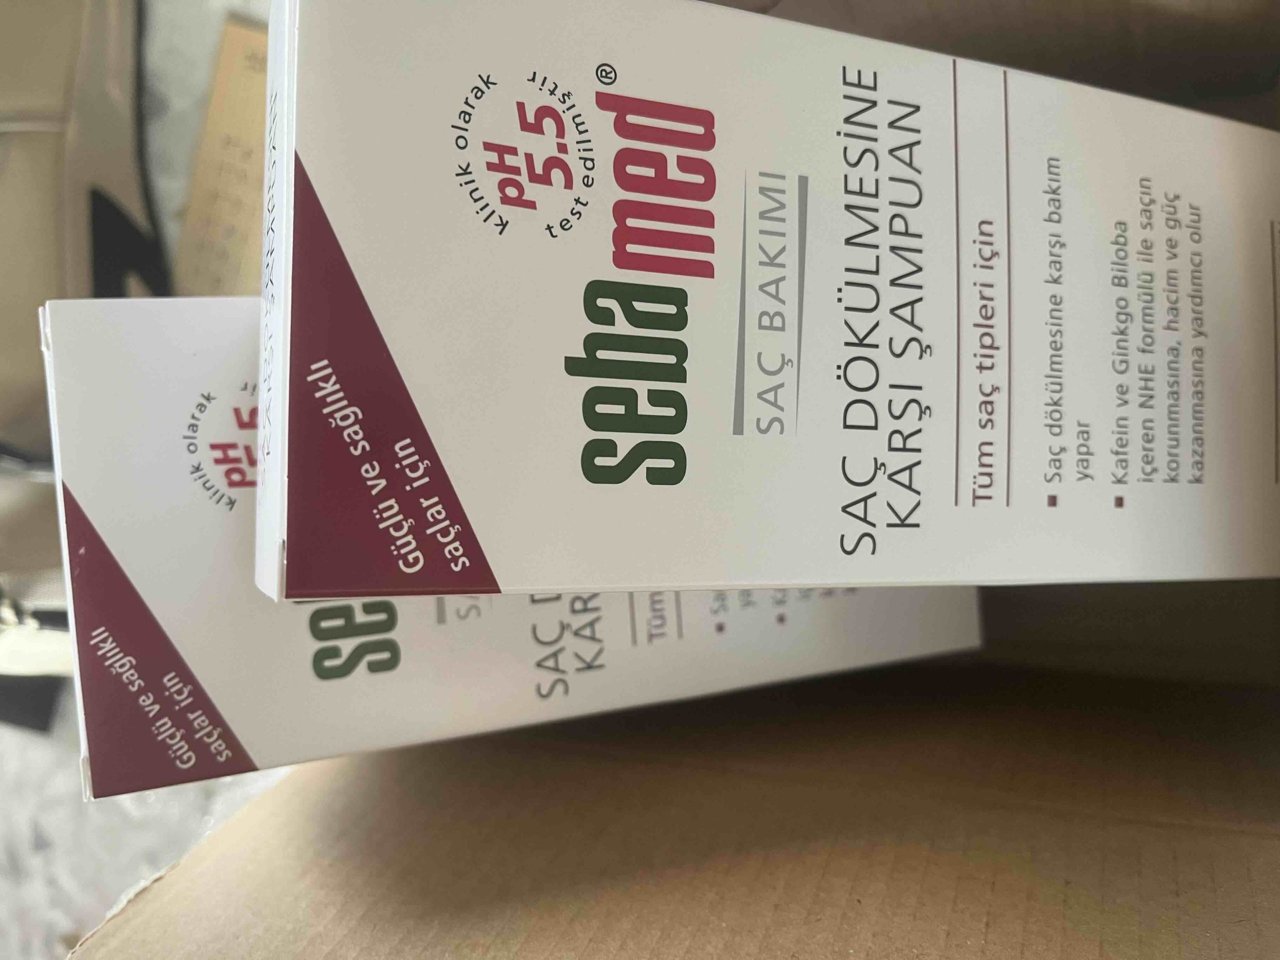 Güçlü ve sağlıklı
saçlar için
klinik olarak
pH
5.5
test edilmiştir
sebamed®
SAÇ BAKIMI
SAÇ DÖKÜLMESİNE
KARŞI ŞAMPUAN
Tüm saç tipleri için
▪ Saç dökülmesine karşı bakım
yapar
▪ Kafein ve Ginkgo Biloba
içeren NHE formülü ile saçın
korunmasına, hacim ve güç
kazanmasına yardımcı olur
Güçlü ve sağlıklı
saçlar için
klinik olarak
pH
5.5
Tüm